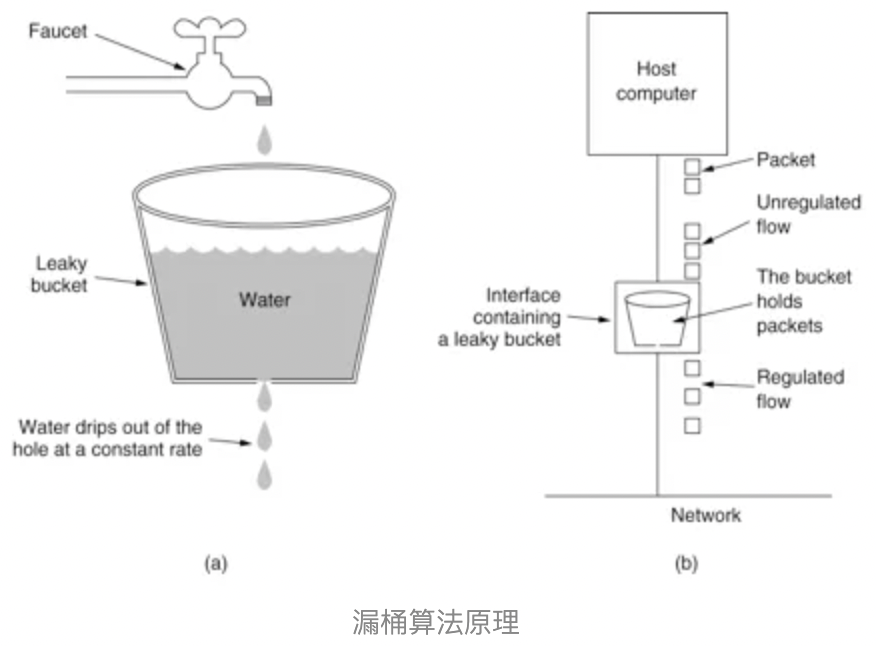 Faucet
Leaky
bucket
Water
Water drips out of the
hole at a constant rate
(a)
Host
computer
Packet
Unregulated
flow
The bucket
holds
packets
Interface
containing
a leaky bucket
Regulated
flow
Network
(b)
漏桶算法原理